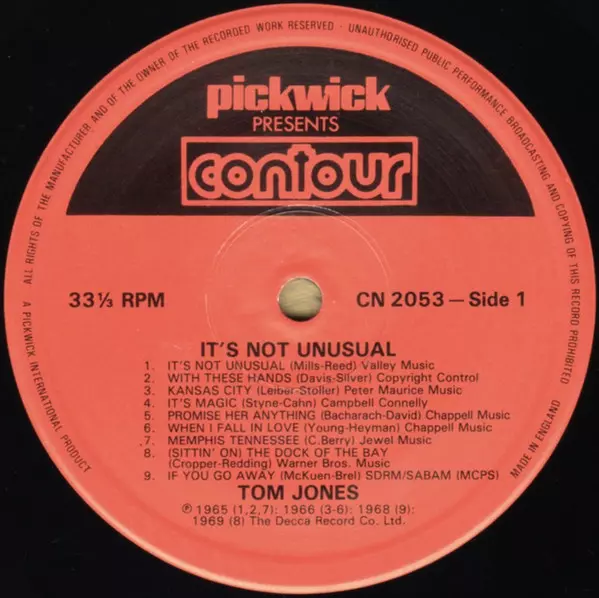 ALL RIGHTS OF THE MANUFACTURER AND OF THE OWNER OF THE RECORDED WORK RESERVED - UNAUTHORISED PUBLIC PERFORMANCE BROADCASTING AND COPYING OF THIS RECORD PROHIBITED
pickwick
PRESENTS
contour
33⅓ RPM
CN 2053 — Side 1
IT'S NOT UNUSUAL
1. IT'S NOT UNUSUAL (Mills-Reed) Valley Music
2. WITH THESE HANDS (Davis-Silver) Copyright Control
3. KANSAS CITY (Leiber-Stoller) Peter Maurice Music
4. IT'S MAGIC (Styne-Cahn) Campbell Connelly
5. PROMISE HER ANYTHING (Bacharach-David) Chappell Music
6. WHEN I FALL IN LOVE (Young-Heyman) Chappell Music
7. MEMPHIS TENNESSEE (C.Berry) Jewel Music
8. (SITTIN' ON) THE DOCK OF THE BAY
(Cropper-Redding) Warner Bros. Music
9. IF YOU GO AWAY (McKuen-Brel) SDRM/SABAM (MCPS)
TOM JONES
℗ 1965 (1,2,7): 1966 (3-6): 1968 (9):
1969 (8) The Decca Record Co. Ltd.
A PICKWICK INTERNATIONAL PRODUCT
MADE IN ENGLAND